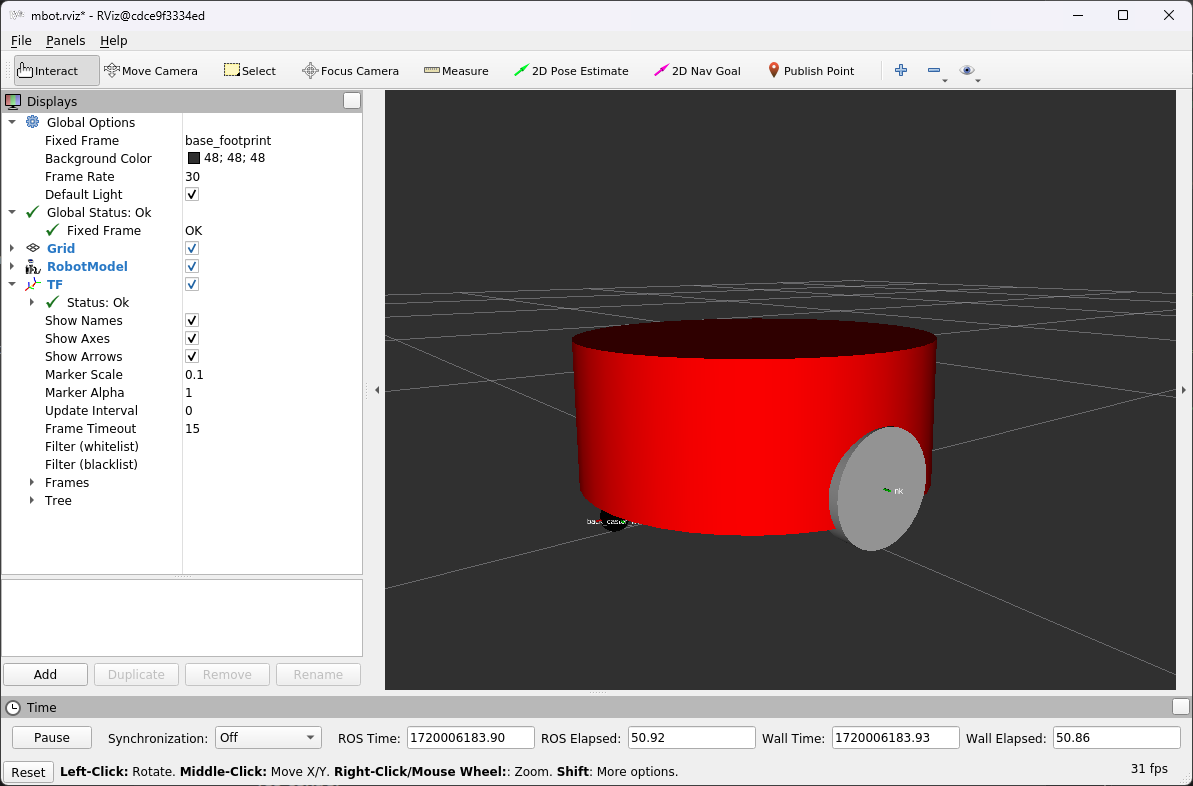 mbot.rviz* - RViz@cdce9f3334ed
File Panels Help
Interact Move Camera Select Focus Camera Measure 2D Pose Estimate 2D Nav Goal Publish Point
Displays
Global Options
Fixed Frame base_footprint
Background Color 48; 48; 48
Frame Rate 30
Default Light
Global Status: Ok
Fixed Frame OK
Grid
RobotModel
TF
Status: Ok
Show Names
Show Axes
Show Arrows
Marker Scale 0.1
Marker Alpha 1
Update Interval 0
Frame Timeout 15
Filter (whitelist)
Filter (blacklist)
Frames
Tree
nk
Add Duplicate Remove Rename
Time
Pause Synchronization: Off ROS Time: 1720006183.90 ROS Elapsed: 50.92 Wall Time: 1720006183.93 Wall Elapsed: 50.86
Reset Left-Click: Rotate. Middle-Click: Move X/Y. Right-Click/Mouse Wheel:: Zoom. Shift: More options. 31 fps